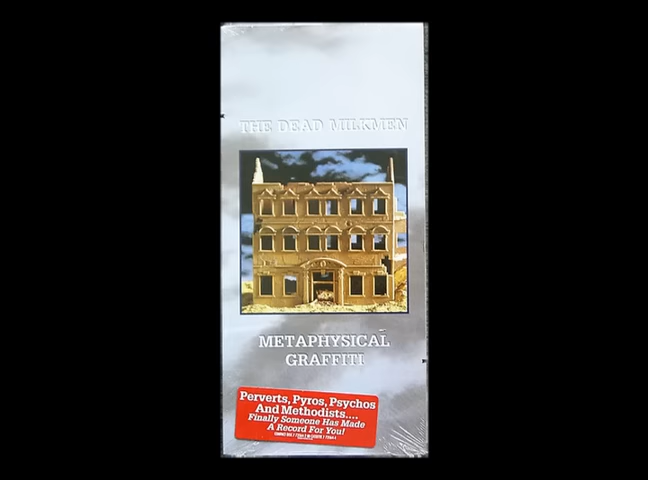 THE DEAD MILKMEN
METAPHYSICAL
GRAFFITI
Perverts, Pyros, Psychos
And Methodists....
Finally Someone Has Made
A Record For You!